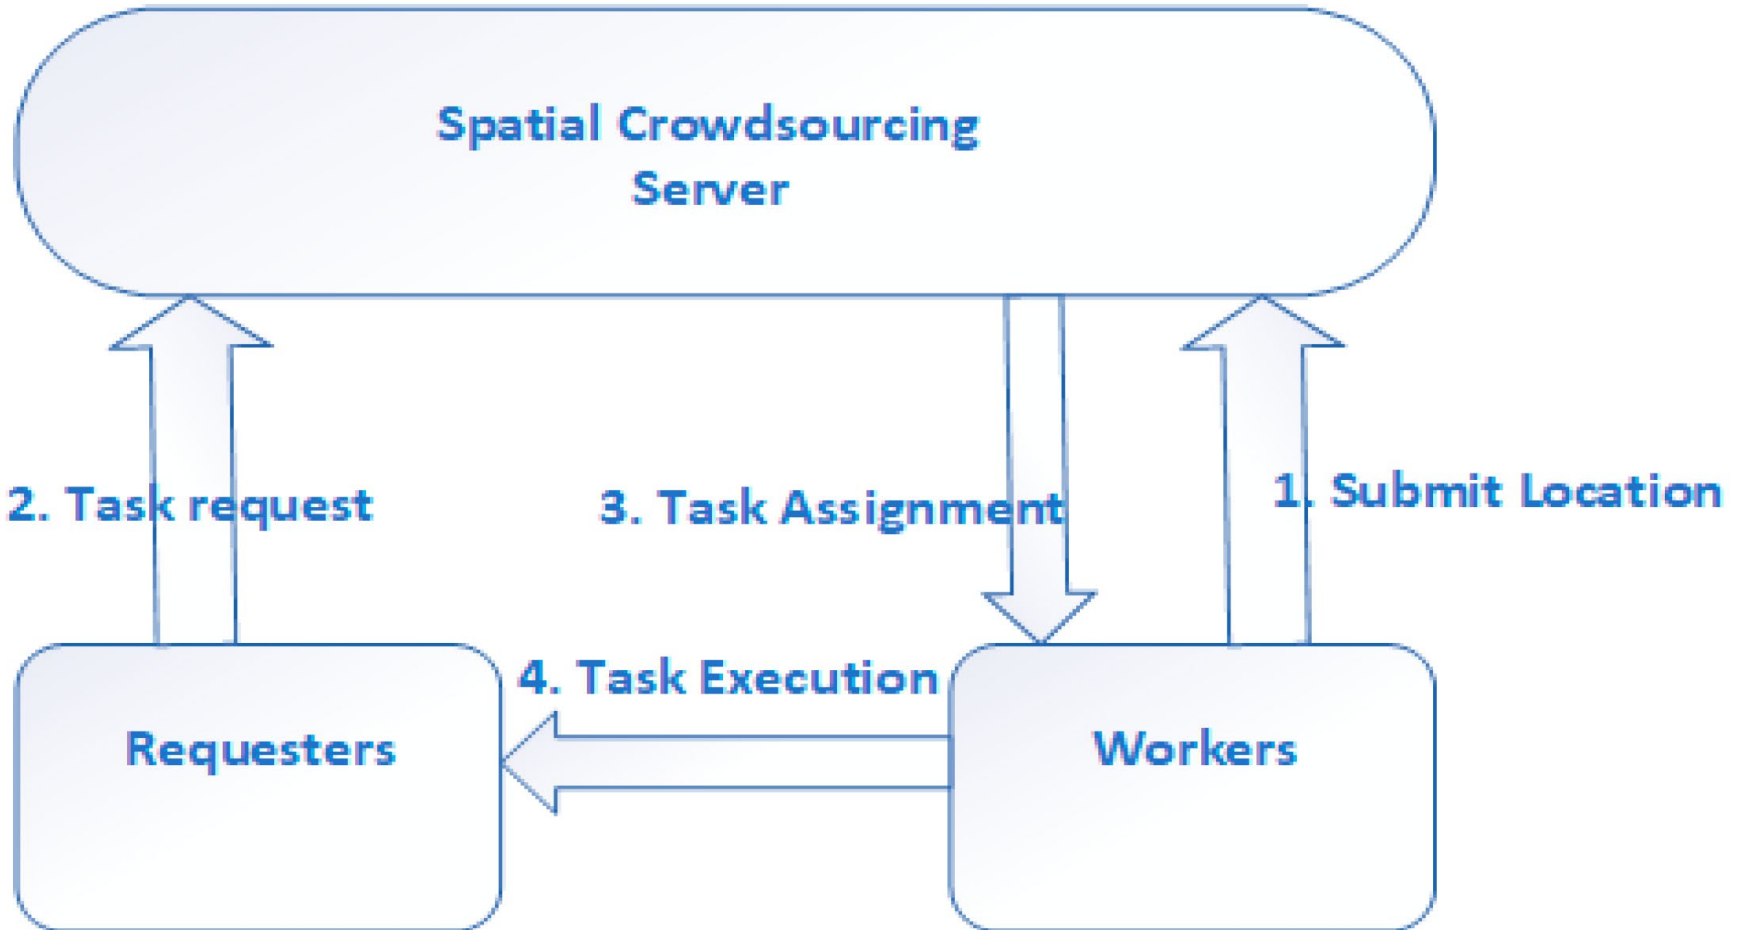 Spatial Crowdsourcing
Server
2. Task request
3. Task Assignment
1. Submit Location
4. Task Execution
Requesters
Workers